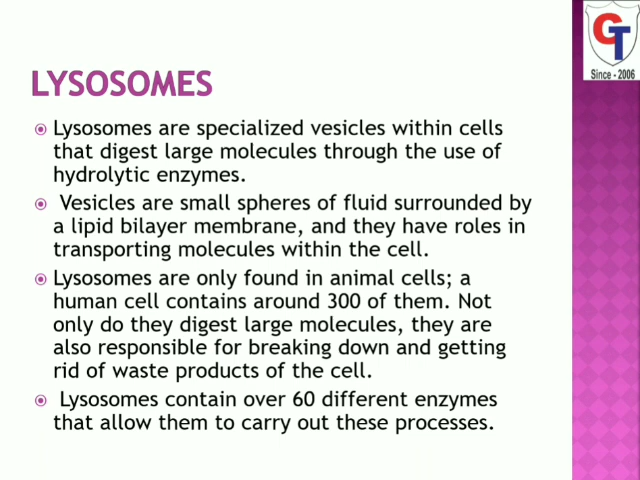 GT
Since - 2006
LYSOSOMES
Lysosomes are specialized vesicles within cells
that digest large molecules through the use of
hydrolytic enzymes.
Vesicles are small spheres of fluid surrounded by
a lipid bilayer membrane, and they have roles in
transporting molecules within the cell.
Lysosomes are only found in animal cells; a
human cell contains around 300 of them. Not
only do they digest large molecules, they are
also responsible for breaking down and getting
rid of waste products of the cell.
Lysosomes contain over 60 different enzymes
that allow them to carry out these processes.